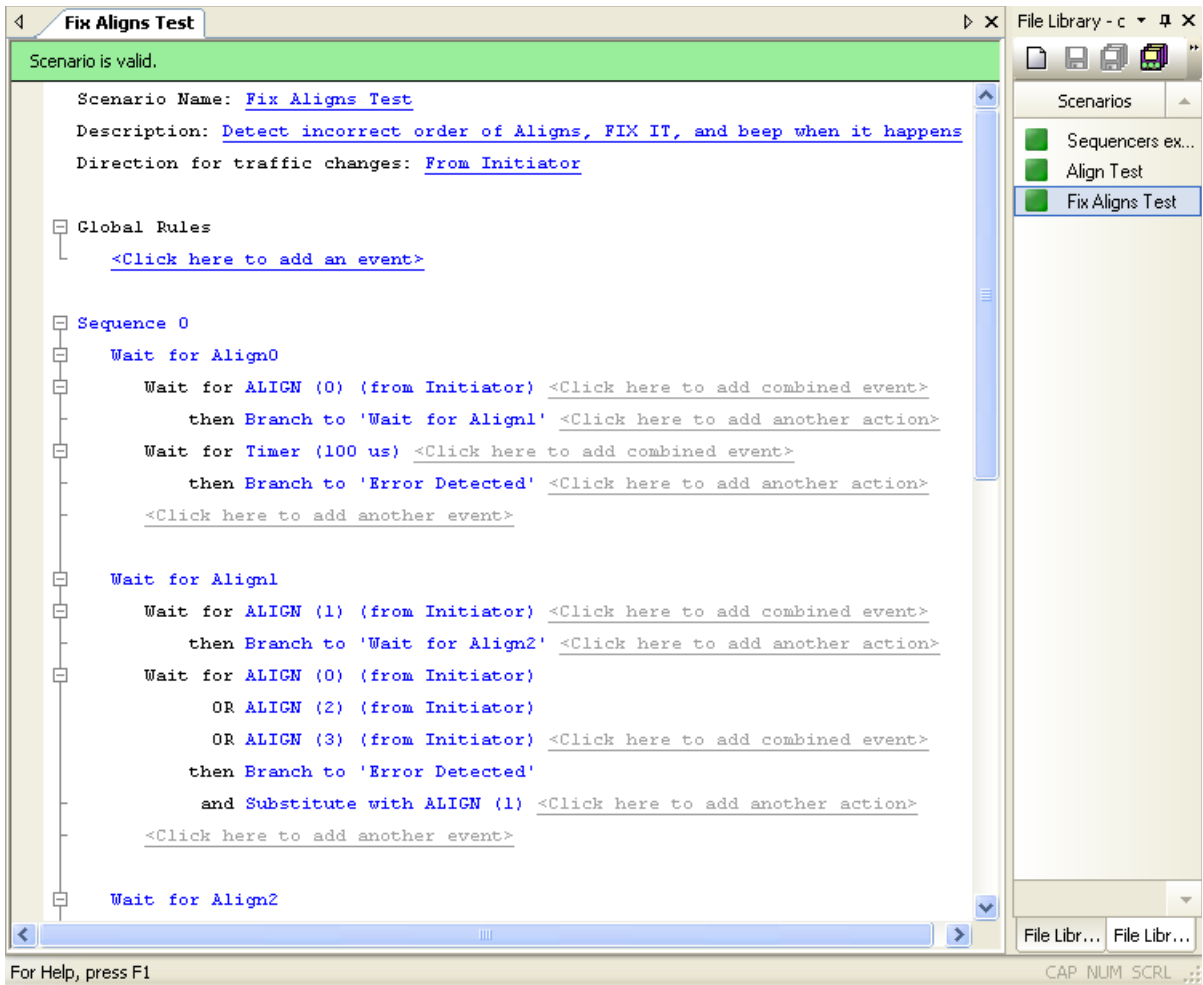 Fix Aligns Test
Scenario is valid.
Scenario Name: Fix Aligns Test
Description: Detect incorrect order of Aligns, FIX IT, and beep when it happens
Direction for traffic changes: From Initiator
Global Rules
<Click here to add an event>
Sequence 0
Wait for Align0
Wait for ALIGN (0) (from Initiator) <Click here to add combined event>
then Branch to 'Wait for Align1' <Click here to add another action>
Wait for Timer (100 us) <Click here to add combined event>
then Branch to 'Error Detected' <Click here to add another action>
<Click here to add another event>
Wait for Align1
Wait for ALIGN (1) (from Initiator) <Click here to add combined event>
then Branch to 'Wait for Align2' <Click here to add another action>
Wait for ALIGN (0) (from Initiator)
OR ALIGN (2) (from Initiator)
OR ALIGN (3) (from Initiator) <Click here to add combined event>
then Branch to 'Error Detected'
and Substitute with ALIGN (1) <Click here to add another action>
<Click here to add another event>
Wait for Align2
File Library - c
Scenarios
Sequencers ex...
Align Test
Fix Aligns Test
File Libr... File Libr...
For Help, press F1
CAP NUM SCRL